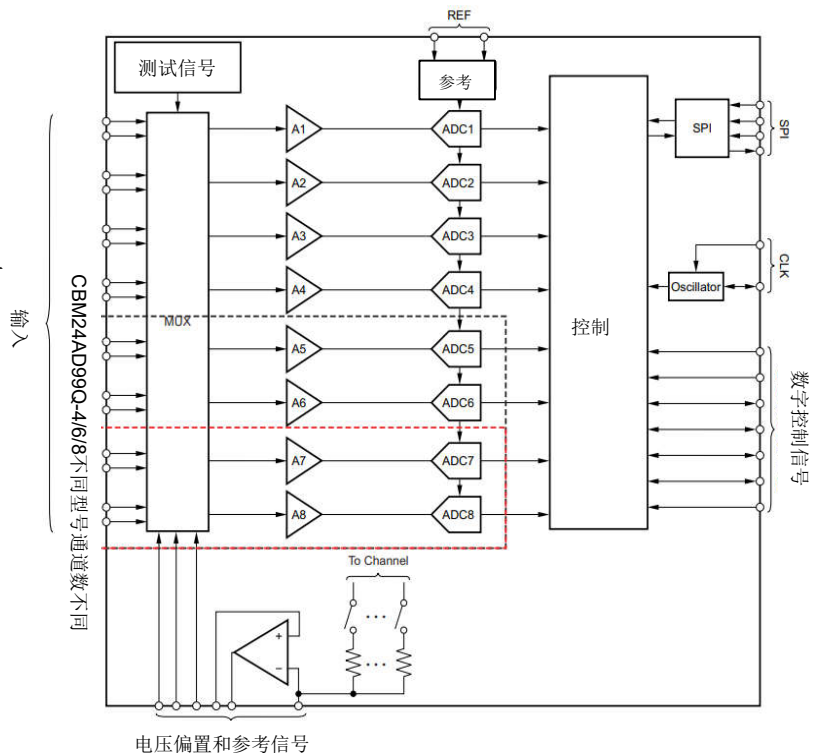 REF
测试信号
参考
A1
ADC1
SPI
SPI
A2
ADC2
A3
ADC3
CLK
A4
ADC4
Oscillator
MUX
控制
输入
CBM24AD99Q-4/6/8不同型号通道数不同
A5
ADC5
A6
ADC6
数字控制信号
A7
ADC7
A8
ADC8
To Channel
...
+
−
...
电压偏置和参考信号